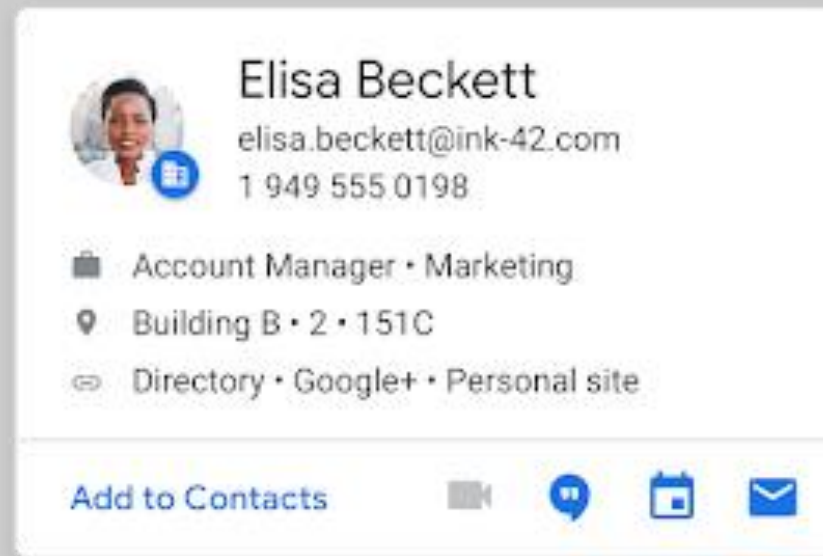 Elisa Beckett
elisa.beckett@ink-42.com
1 949 555 0198
Account Manager • Marketing
Building B • 2 • 151C
Directory • Google+ • Personal site
Add to Contacts